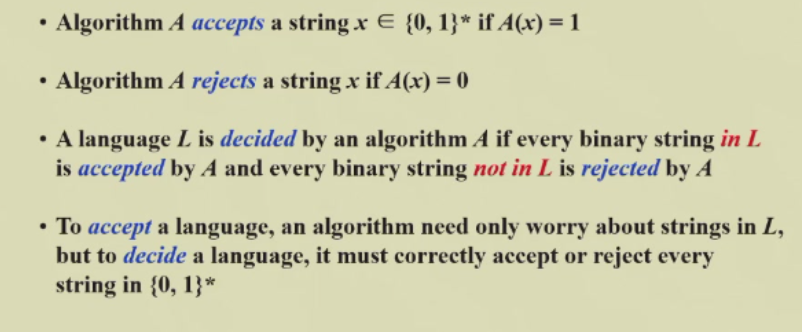 • Algorithm A accepts a string x ∈ {0, 1}* if A(x) = 1
• Algorithm A rejects a string x if A(x) = 0
• A language L is decided by an algorithm A if every binary string in L
is accepted by A and every binary string not in L is rejected by A
• To accept a language, an algorithm need only worry about strings in L,
but to decide a language, it must correctly accept or reject every
string in {0, 1}*